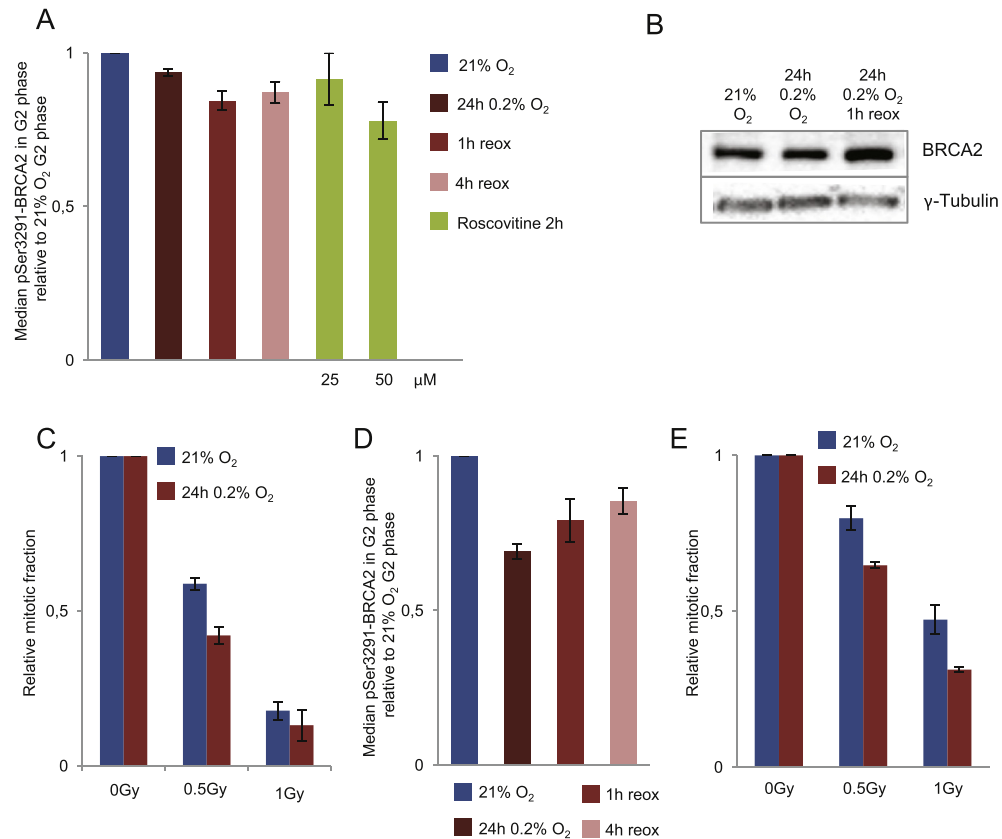 A
Median pSer3291-BRCA2 in G2 phase
relative to 21% O2 G2 phase
1
0,5
0
25
50
µM
21% O2
24h 0.2% O2
1h reox
4h reox
Roscovitine 2h
B
21%
O2
24h
0.2%
O2
24h
0.2% O2
1h reox
BRCA2
γ-Tubulin
C
Relative mitotic fraction
1
0,5
0
0Gy
0.5Gy
1Gy
21% O2
24h 0.2% O2
D
Median pSer3291-BRCA2 in G2 phase
relative to 21% O2 G2 phase
1
0,5
0
21% O2
24h 0.2% O2
1h reox
4h reox
E
Relative mitotic fraction
1
0,5
0
0Gy
0.5Gy
1Gy
21% O2
24h 0.2% O2